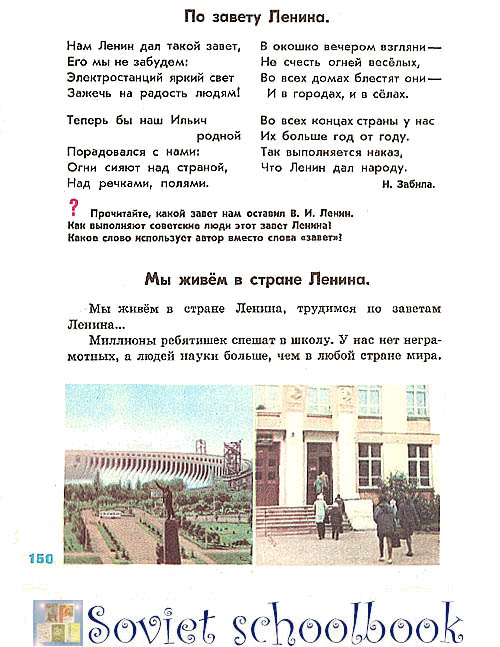 По завету Ленина.
Нам Ленин дал такой завет,
Его мы не забудем:
Электростанций яркий свет
Зажечь на радость людям!
Теперь бы наш Ильич
родной
Порадовался с нами:
Огни сияют над страной,
Над речками, полями.
В окошко вечером взгляни—
Не счесть огней весёлых,
Во всех домах блестят они—
И в городах, и в сёлах.
Во всех концах страны у нас
Их больше год от году.
Так выполняется наказ,
Что Ленин дал народу.
Н. Забила.
? Прочитайте, какой завет нам оставил В. И. Ленин.
Как выполняют советские люди этот завет Ленина?
Какое слово использует автор вместо слова «завет»?
Мы живём в стране Ленина.
Мы живём в стране Ленина, трудимся по заветам
Ленина...
Миллионы ребятишек спешат в школу. У нас нет негра-
мотных, а людей науки больше, чем в любой стране мира.
150
Soviet schoolbook